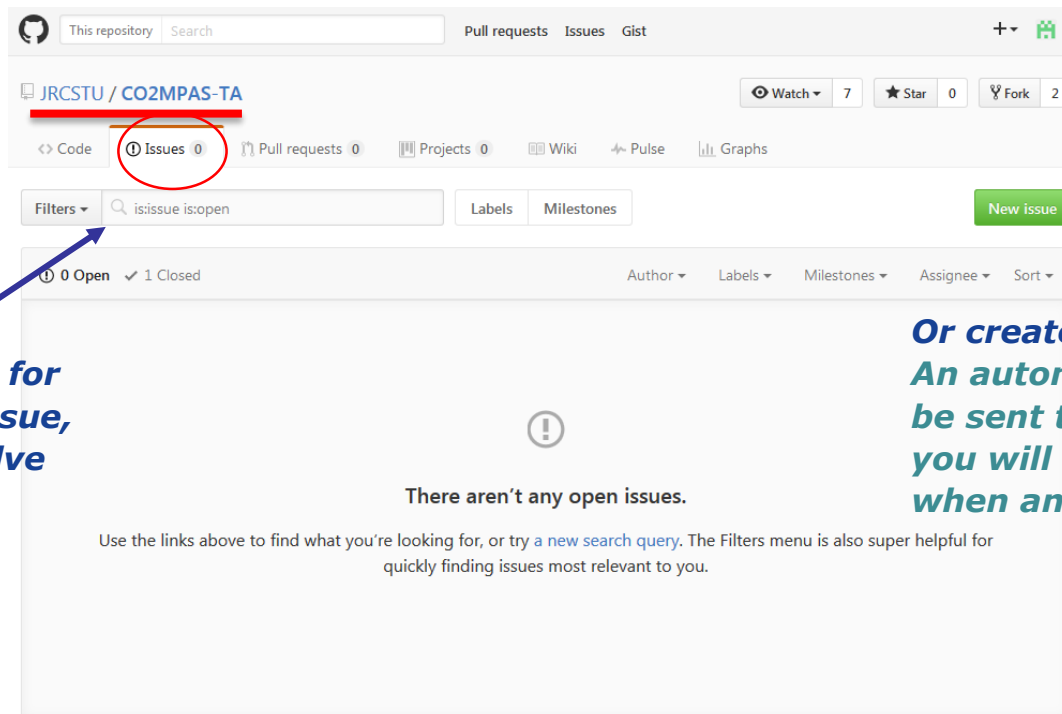 This repository Search Pull requests Issues Gist
JRCSTU / CO2MPAS-TA Watch 7 Star 0 Fork 2
Code Issues 0 Pull requests 0 Projects 0 Wiki Pulse Graphs
Filters is:issue is:open Labels Milestones New issue
0 Open 1 Closed Author Labels Milestones Assignee Sort
for
lve
Or create
An autom
be sent t
you will
when an
There aren't any open issues.
Use the links above to find what you're looking for, or try a new search query. The Filters menu is also super helpful for
quickly finding issues most relevant to you.